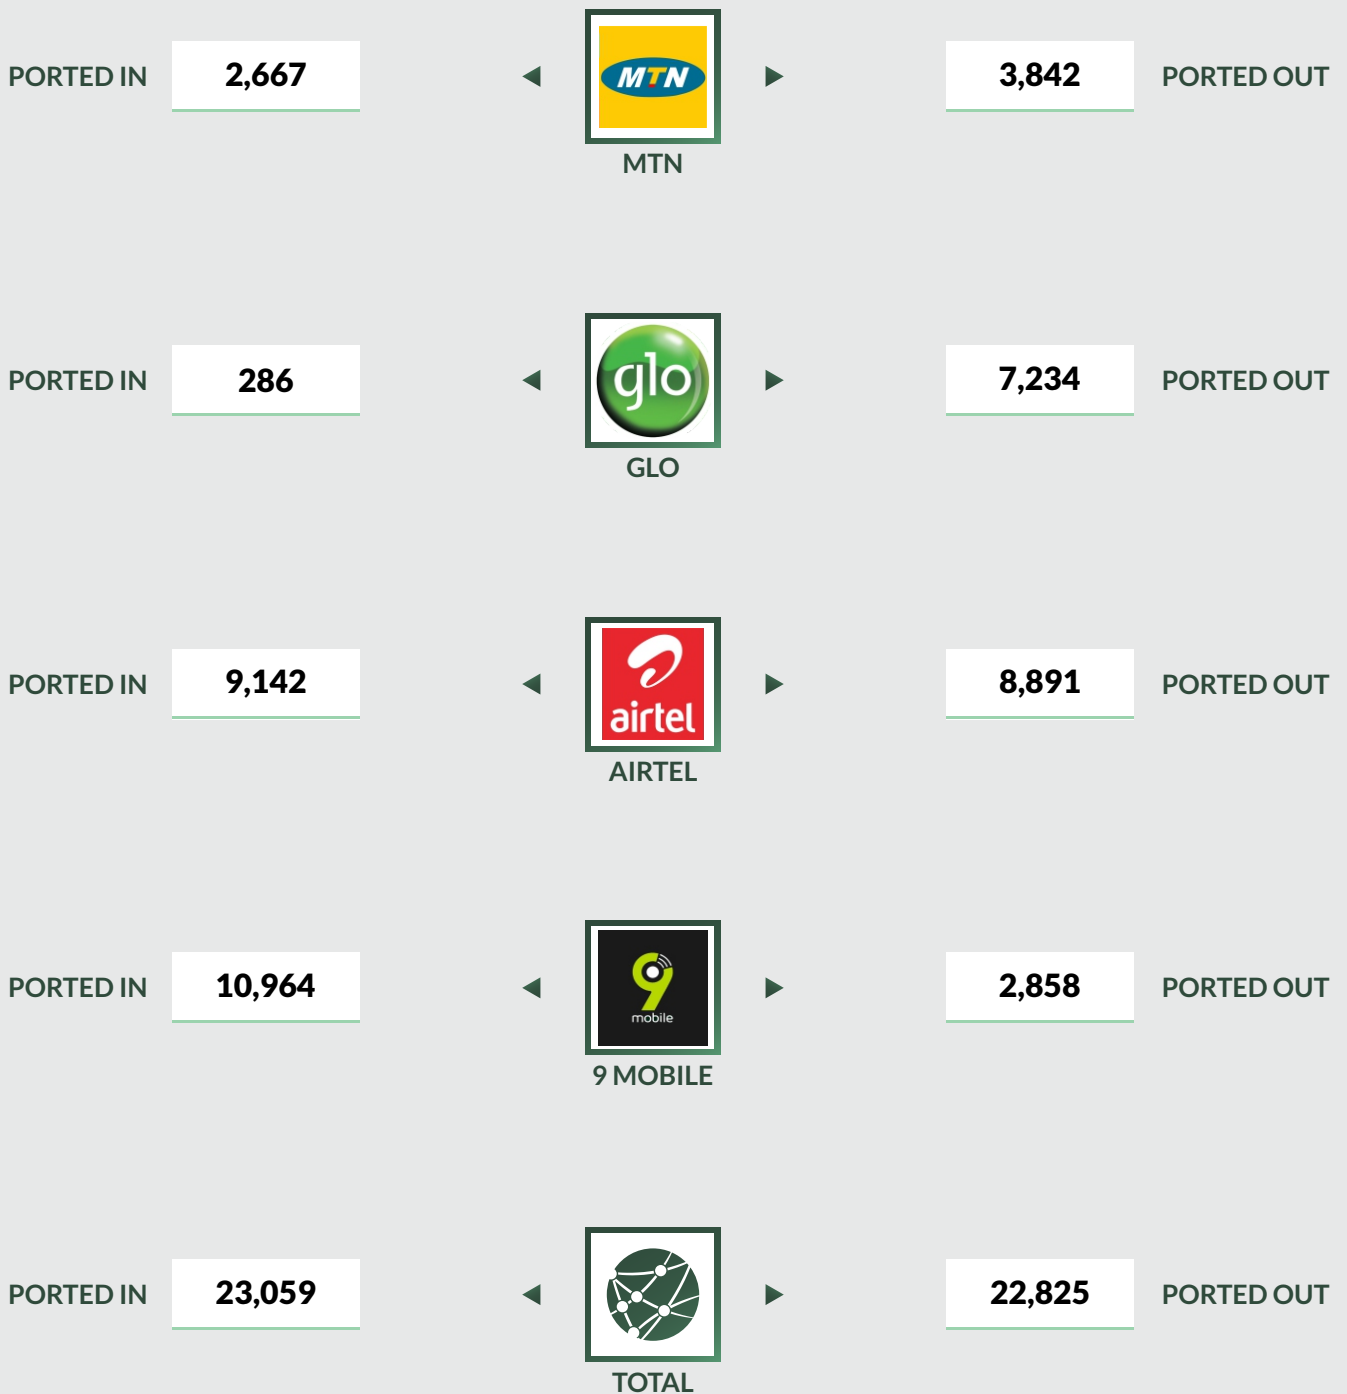 PORTED IN 2,667 MTN 3,842 PORTED OUT
MTN
PORTED IN 286 glo 7,234 PORTED OUT
GLO
PORTED IN 9,142 airtel 8,891 PORTED OUT
AIRTEL
PORTED IN 10,964 9 mobile 2,858 PORTED OUT
9 MOBILE
PORTED IN 23,059 22,825 PORTED OUT
TOTAL